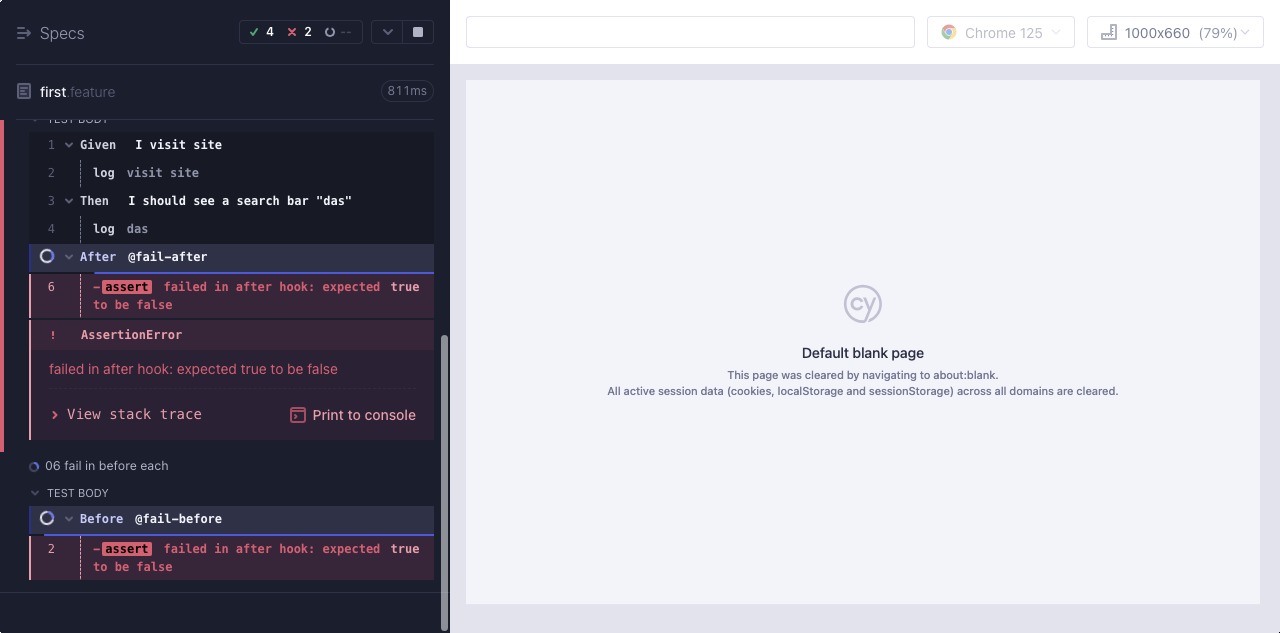 Specs
4 2 --
Chrome 125
1000x660 (79%)
first.feature
811ms
TEST BODY
1 Given I visit site
2 log visit site
3 Then I should see a search bar "das"
4 log das
After @fail-after
6 -assert failed in after hook: expected true
to be false
! AssertionError
failed in after hook: expected true to be false
View stack trace
Print to console
06 fail in before each
TEST BODY
Before @fail-before
2 -assert failed in after hook: expected true
to be false
cy
Default blank page
This page was cleared by navigating to about:blank.
All active session data (cookies, localStorage and sessionStorage) across all domains are cleared.